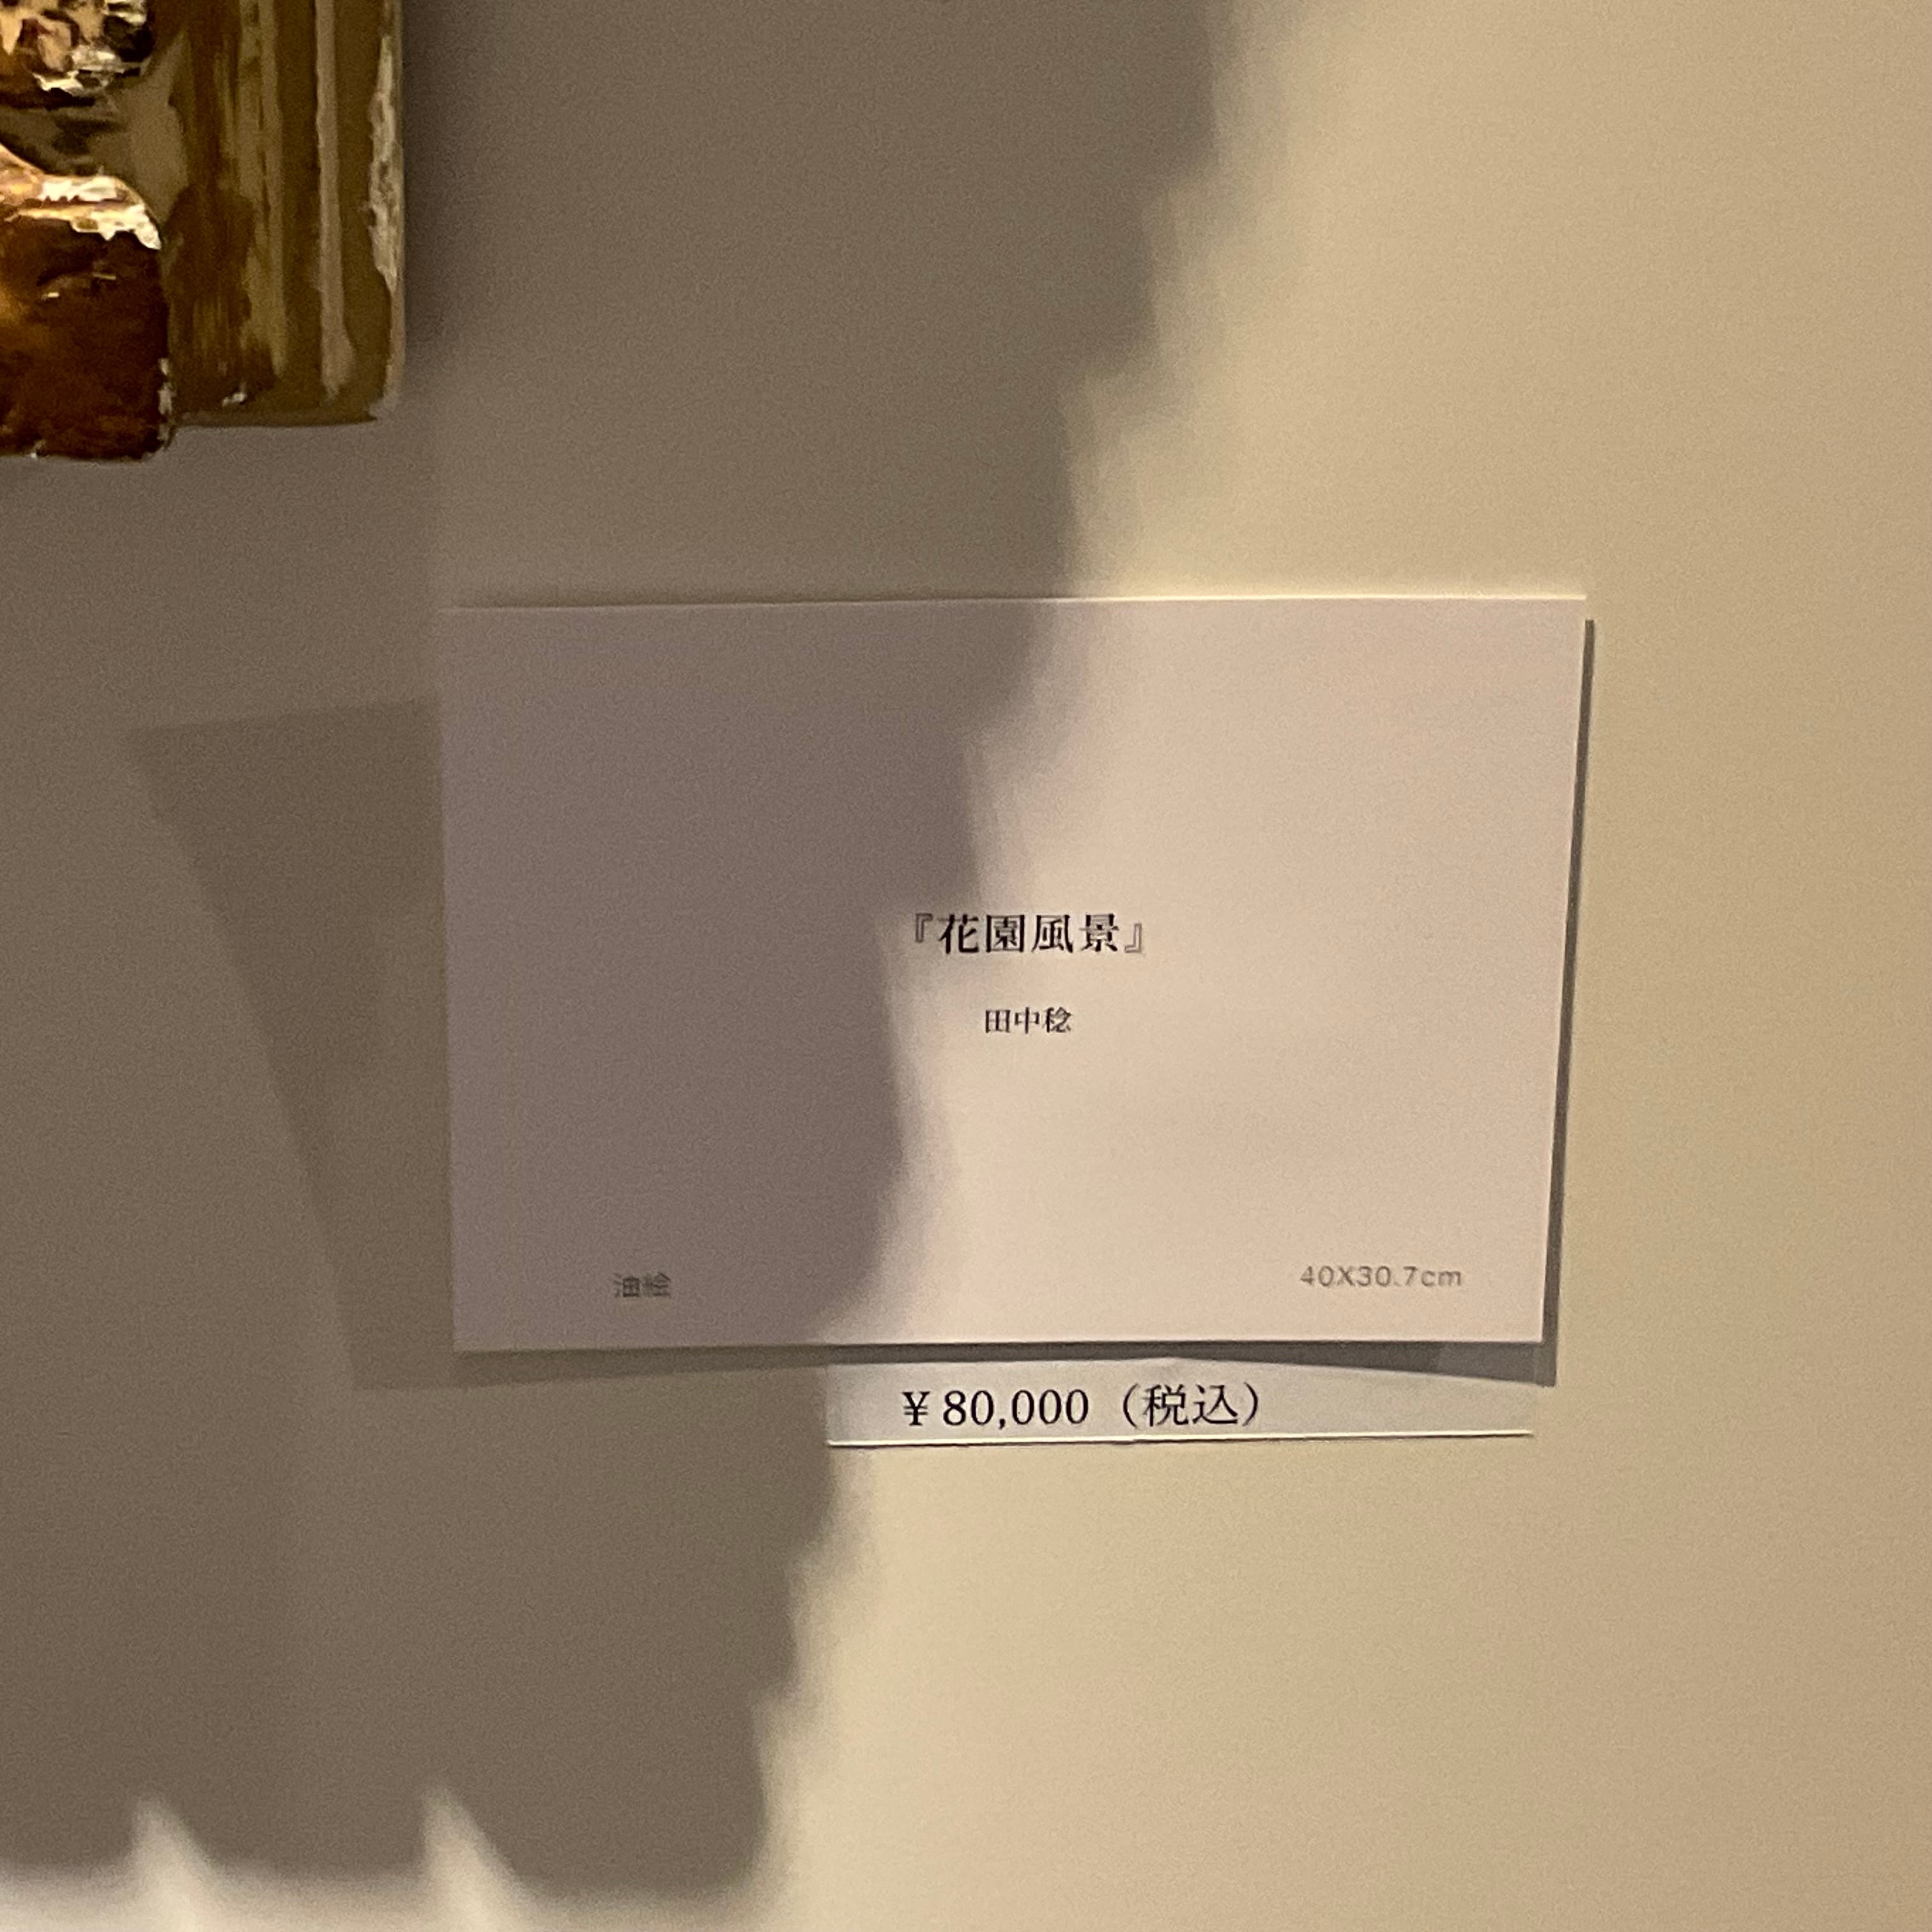 『花園風景』
田中稔
油絵
40X30.7cm
¥80,000（税込）